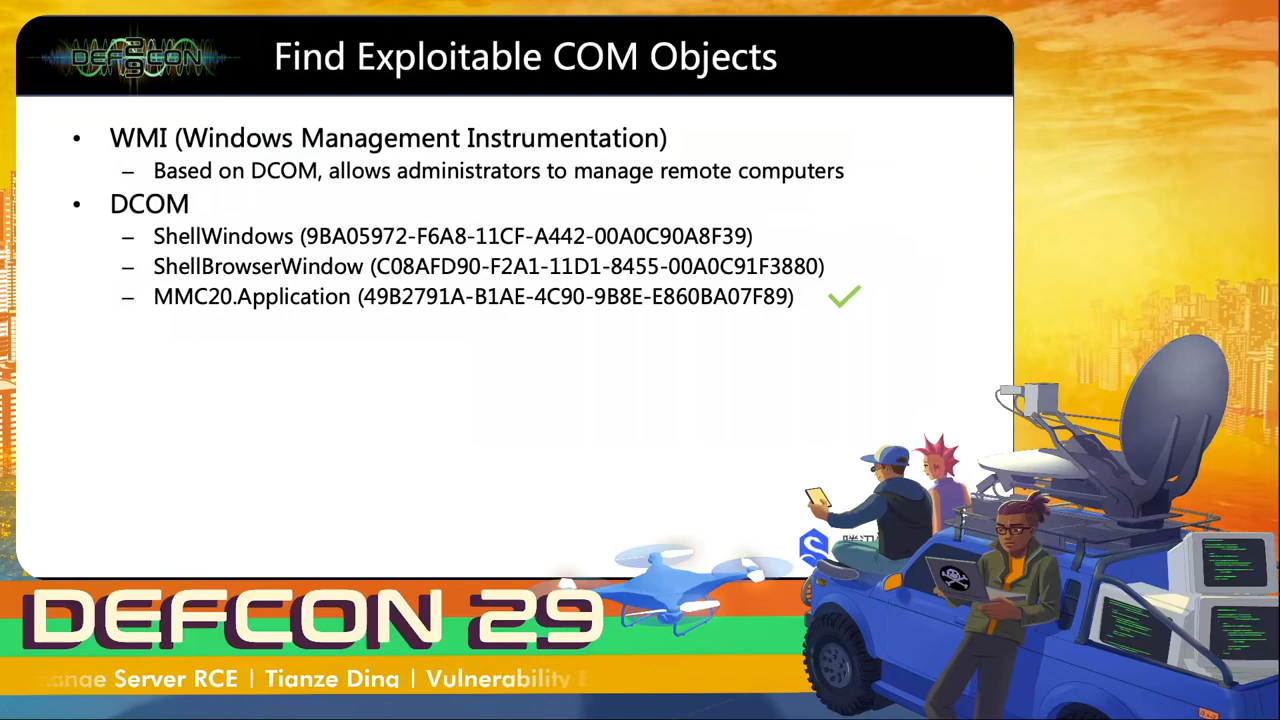 DEFCON
Find Exploitable COM Objects
• WMI (Windows Management Instrumentation)
– Based on DCOM, allows administrators to manage remote computers
• DCOM
– ShellWindows (9BA05972-F6A8-11CF-A442-00A0C90A8F39)
– ShellBrowserWindow (C08AFD90-F2A1-11D1-8455-00A0C91F3880)
– MMC20.Application (49B2791A-B1AE-4C90-9B8E-E860BA07F89)
DEFCON 29
ange Server RCE | Tianze Ding | Vulnerability